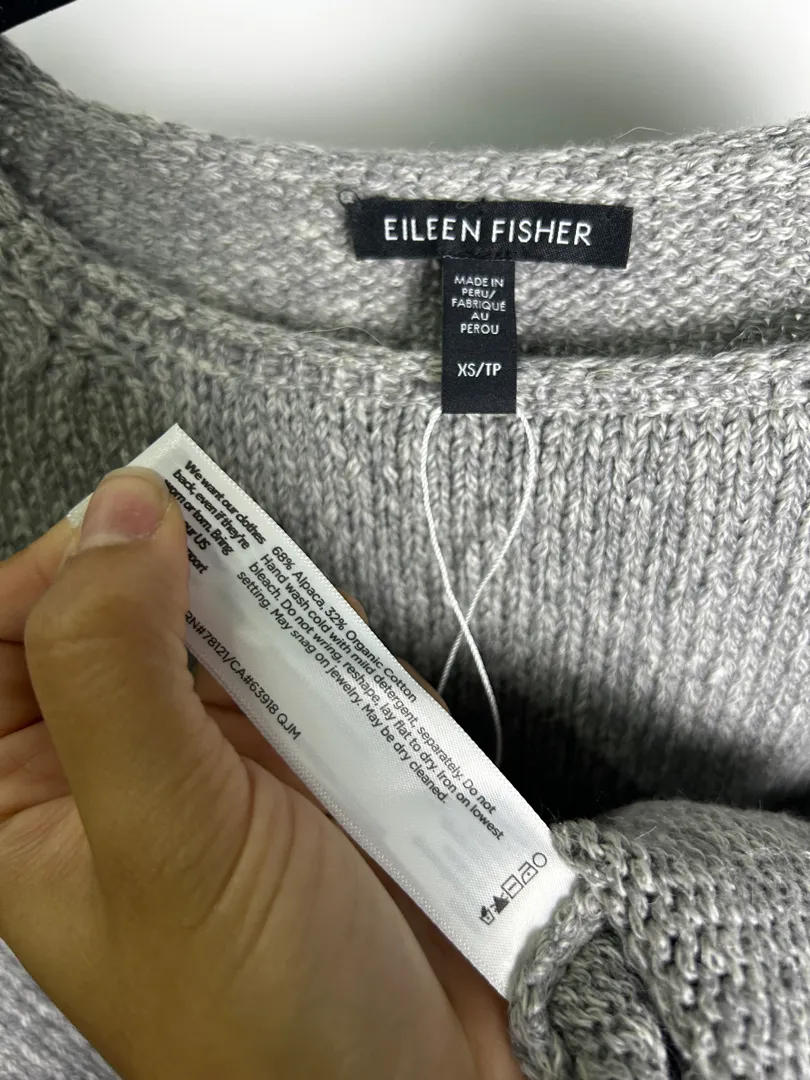 EILEEN FISHER
MADE IN
PERU/
FABRIQUÉ
AU
PEROU
XS/TP
We want our clothes
back, even if they're
worn or torn. Bring
US
68% Alpaca, 32% Organic Cotton
Hand wash cold with mild detergent, separately. Do not
bleach. Do not wring, reshape, lay flat to dry. Iron on lowest
setting. May snag on jewelry. May be dry cleaned.
RN#78121/CA#63918 QJM